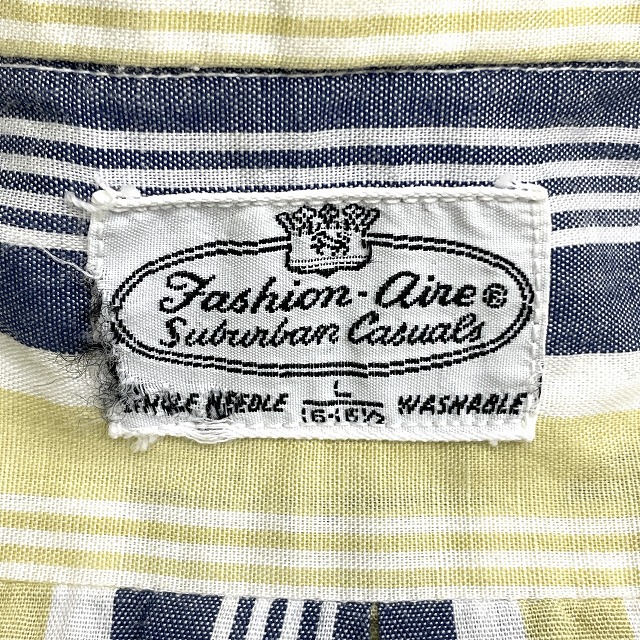 Fashion-Aire®
Suburban Casuals
SINGLE NEEDLE L WASHABLE
16-16½